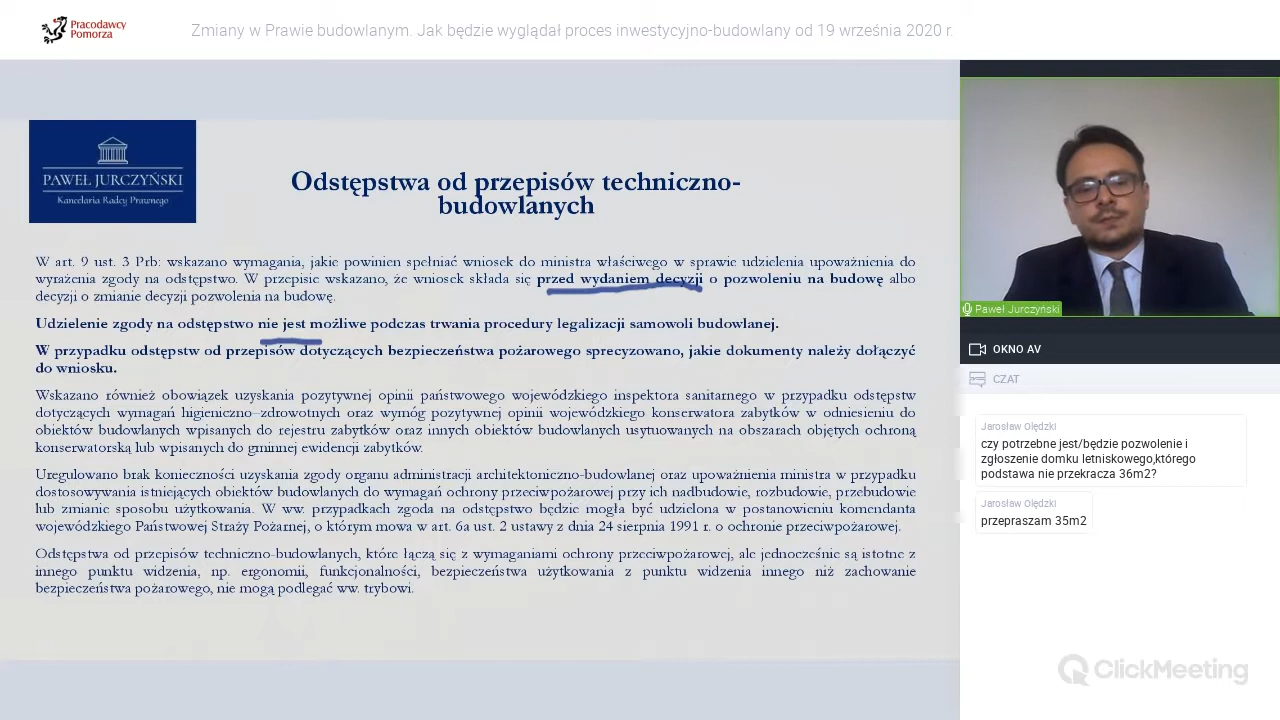 Pracodawcy
Pomorza
Zmiany w Prawie budowlanym. Jak będzie wyglądał proces inwestycyjno-budowlany od 19 września 2020 r.
PAWEŁ JURCZYŃSKI
Kancelaria Radcy Prawnego
Odstępstwa od przepisów techniczno-
budowlanych
W art. 9 ust. 3 Prb: wskazano wymagania, jakie powinien spełniać wniosek do ministra właściwego w sprawie udzielenia upoważnienia do
wyrażenia zgody na odstępstwo. W przepisie wskazano, że wniosek składa się przed wydaniem decyzji o pozwoleniu na budowę albo
decyzji o zmianie decyzji pozwolenia na budowę.
Udzielenie zgody na odstępstwo nie jest możliwe podczas trwania procedury legalizacji samowoli budowlanej.
W przypadku odstępstw od przepisów dotyczących bezpieczeństwa pożarowego sprecyzowano, jakie dokumenty należy dołączyć
do wniosku.
Wskazano również obowiązek uzyskania pozytywnej opinii państwowego wojewódzkiego inspektora sanitarnego w przypadku odstępstw
dotyczących wymagań higieniczno–zdrowotnych oraz wymóg pozytywnej opinii wojewódzkiego konserwatora zabytków w odniesieniu do
obiektów budowlanych wpisanych do rejestru zabytków oraz innych obiektów budowlanych usytuowanych na obszarach objętych ochroną
konserwatorską lub wpisanych do gminnej ewidencji zabytków.
Uregulowano brak konieczności uzyskania zgody organu administracji architektoniczno-budowlanej oraz upoważnienia ministra w przypadku
dostosowywania istniejących obiektów budowlanych do wymagań ochrony przeciwpożarowej przy ich nadbudowie, rozbudowie, przebudowie
lub zmianie sposobu użytkowania. W ww. przypadkach zgoda na odstępstwo będzie mogła być udzielona w postanowieniu komendanta
wojewódzkiego Państwowej Straży Pożarnej, o którym mowa w art. 6a ust. 2 ustawy z dnia 24 sierpnia 1991 r. o ochronie przeciwpożarowej.
Odstępstwa od przepisów techniczno-budowlanych, które łączą się z wymaganiami ochrony przeciwpożarowej, ale jednocześnie są istotne z
innego punktu widzenia, np. ergonomii, funkcjonalności, bezpieczeństwa użytkowania z punktu widzenia innego niż zachowanie
bezpieczeństwa pożarowego, nie mogą podlegać ww. trybowi.
Paweł Jurczyński
OKNO AV
CZAT
Jarosław Olędzki
czy potrzebne jest/będzie pozwolenie i
zgłoszenie domku letniskowego,którego
podstawa nie przekracza 36m2?
Jarosław Olędzki
przepraszam 35m2
ClickMeeting